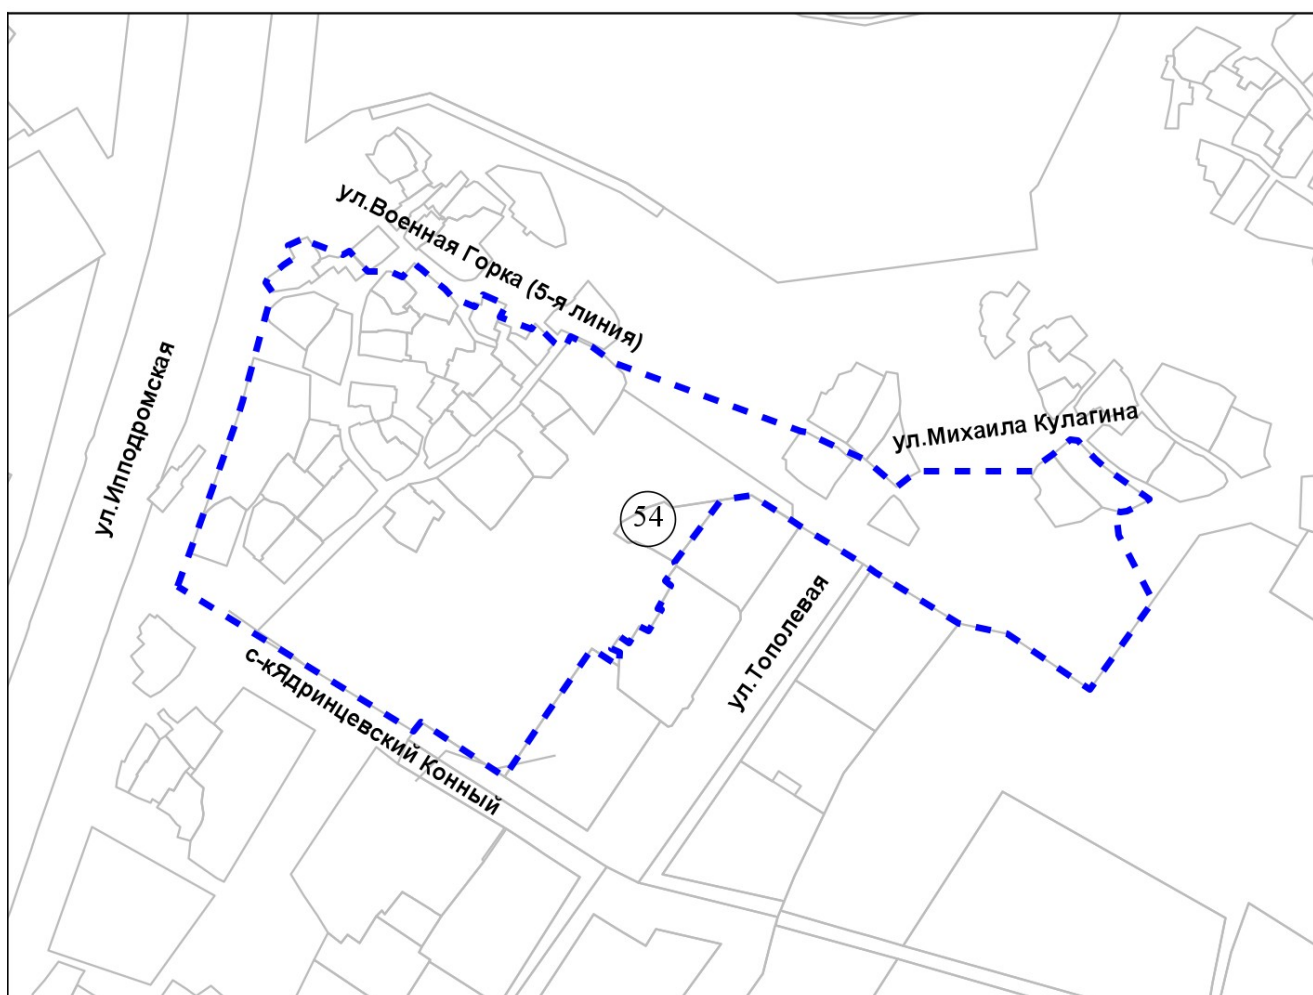 ул.Военная Горка (5-я линия)
ул.Ипподромская
ул.Михаила Кулагина
54
ул.Тополевая
с-кЯдринцевский Конный